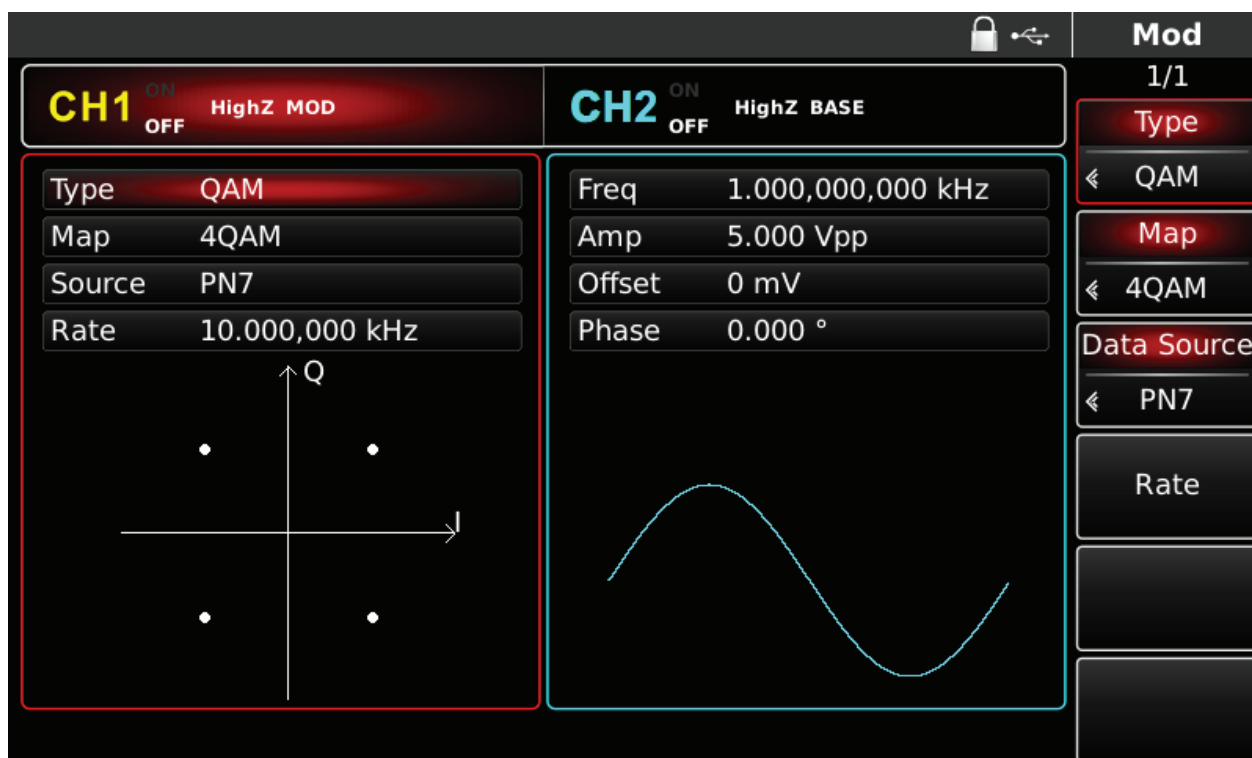 Mod
1/1
CH1 ON OFF HighZ MOD
CH2 ON OFF HighZ BASE
Type QAM
Map 4QAM
Source PN7
Rate 10.000,000 kHz
Q
I
Freq 1.000,000,000 kHz
Amp 5.000 Vpp
Offset 0 mV
Phase 0.000 °
Type
QAM
Map
4QAM
Data Source
PN7
Rate